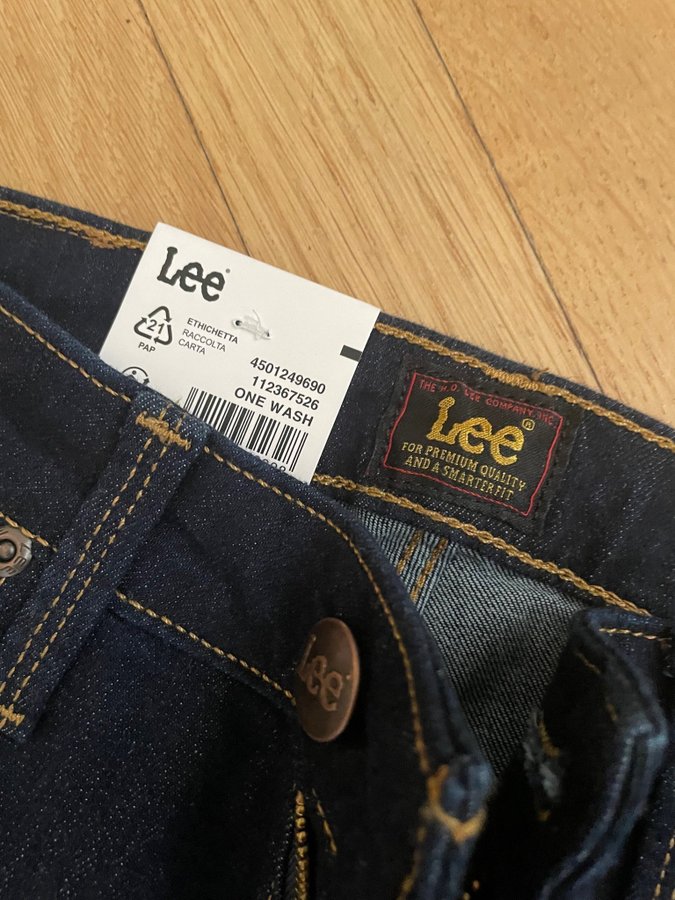 Lee
21
PAP
ETHICHETTA
RACCOLTA
CARTA
4501249690
112367526
ONE WASH
THE H.D. LEE COMPANY, INC
Lee®
FOR PREMIUM QUALITY
AND A SMARTER FIT
Lee